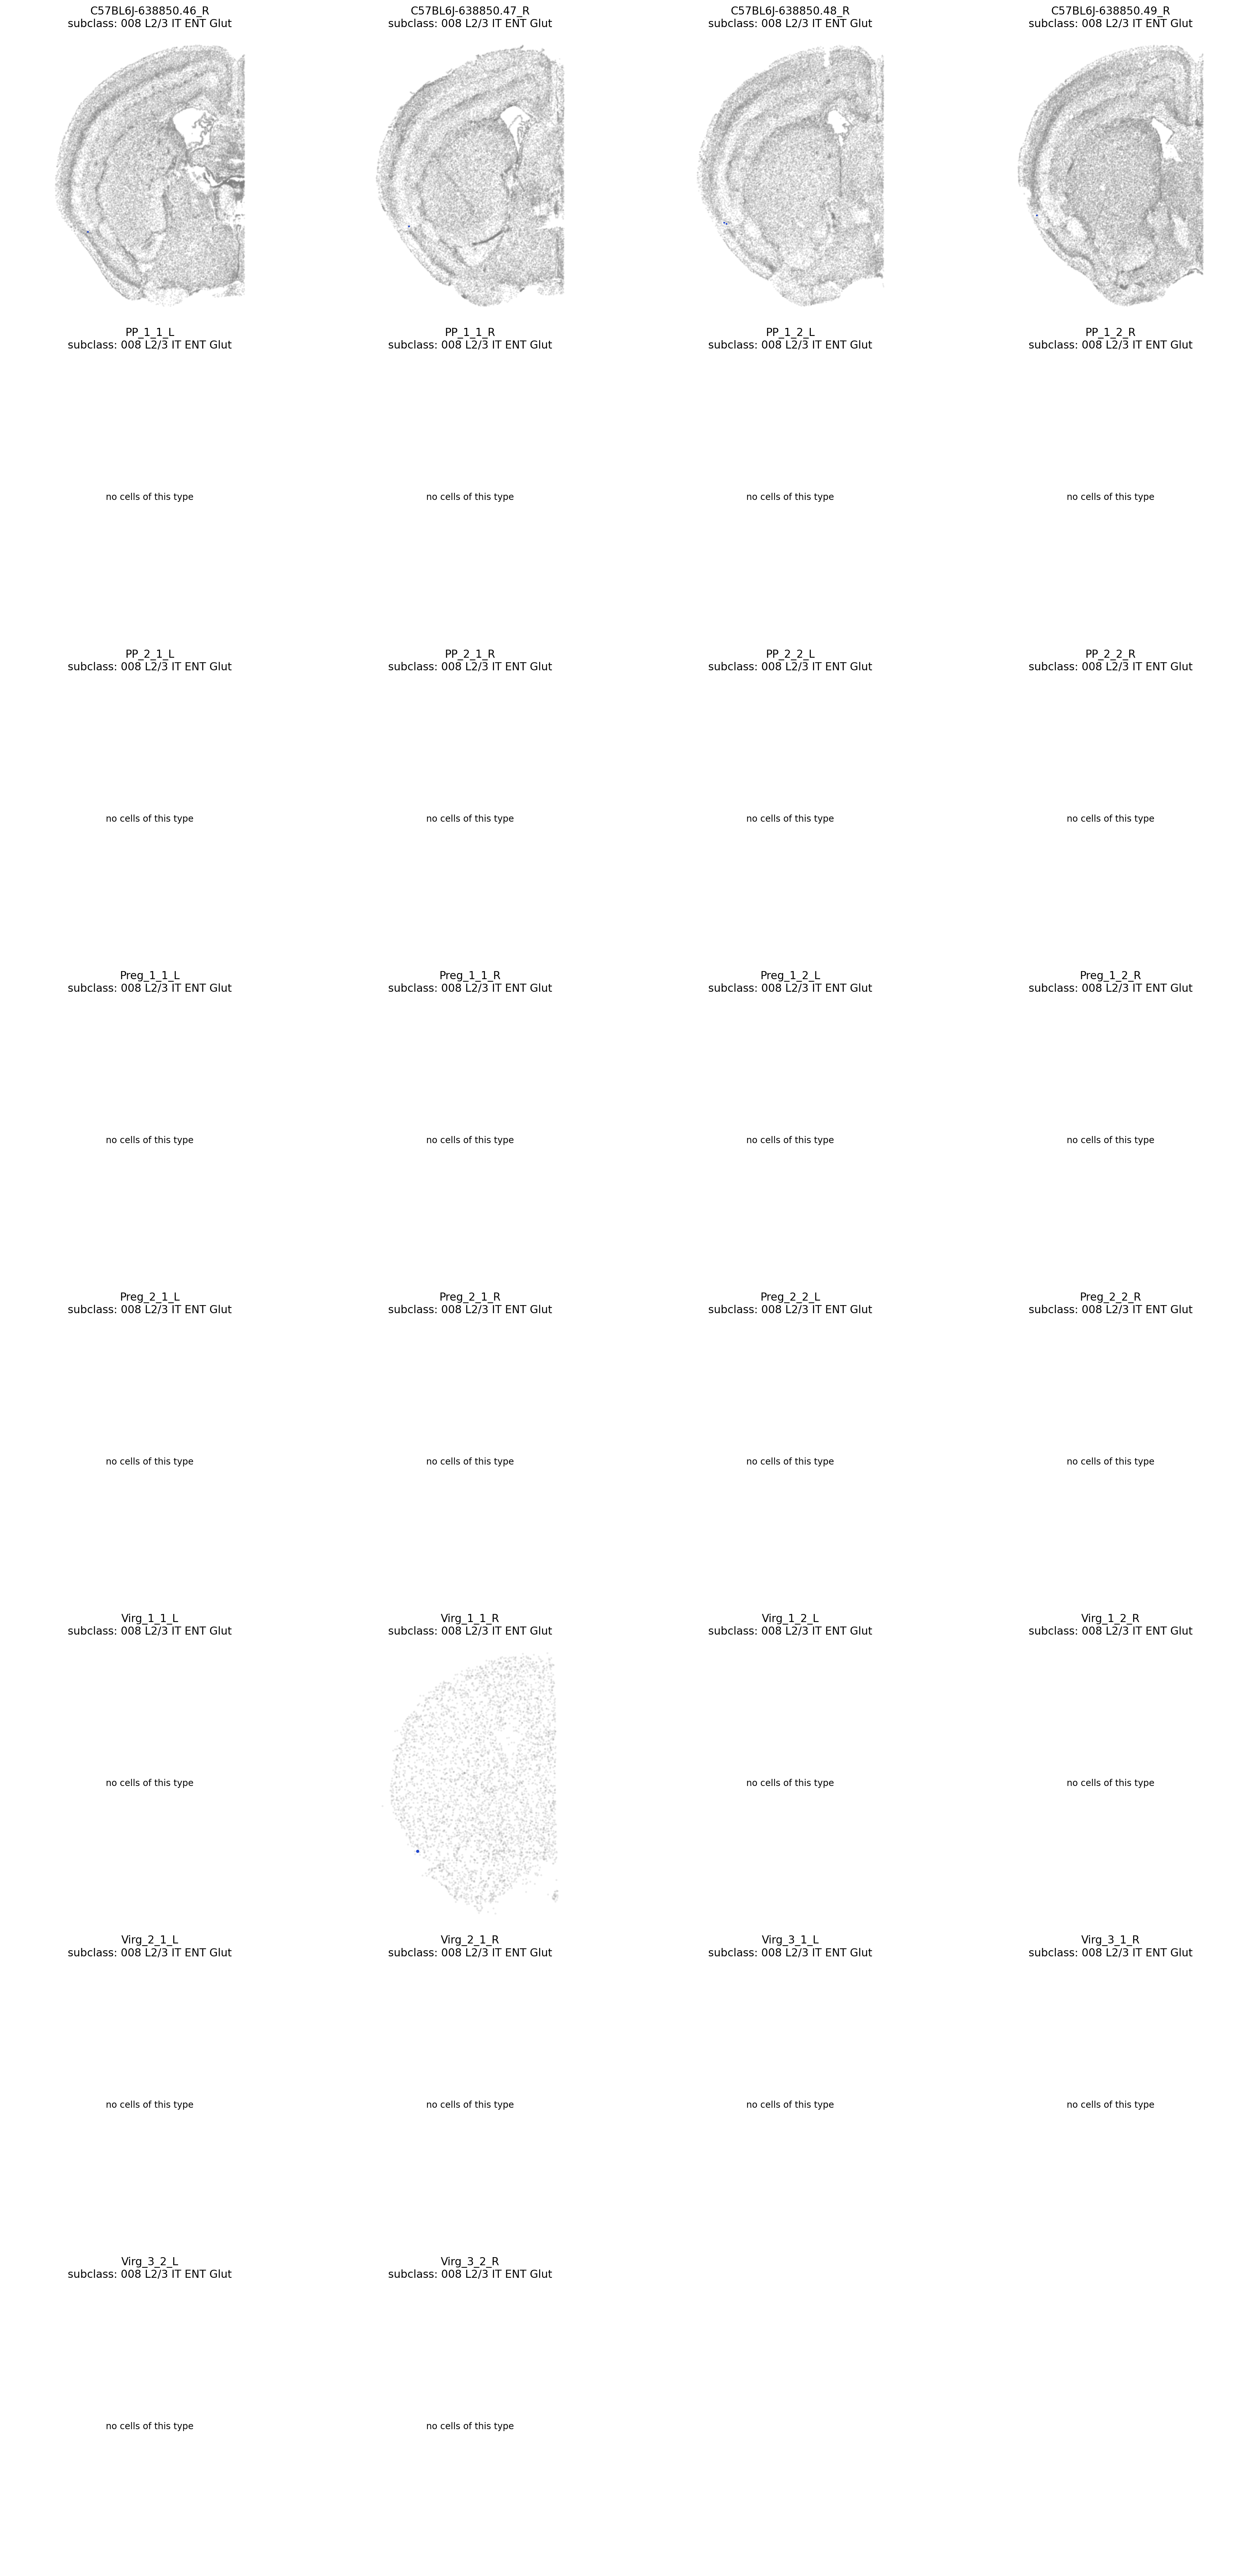 C57BL6J-638850.46_R
subclass: 008 L2/3 IT ENT Glut
C57BL6J-638850.47_R
subclass: 008 L2/3 IT ENT Glut
C57BL6J-638850.48_R
subclass: 008 L2/3 IT ENT Glut
C57BL6J-638850.49_R
subclass: 008 L2/3 IT ENT Glut
PP_1_1_L
subclass: 008 L2/3 IT ENT Glut
no cells of this type
PP_1_1_R
subclass: 008 L2/3 IT ENT Glut
no cells of this type
PP_1_2_L
subclass: 008 L2/3 IT ENT Glut
no cells of this type
PP_1_2_R
subclass: 008 L2/3 IT ENT Glut
no cells of this type
PP_2_1_L
subclass: 008 L2/3 IT ENT Glut
no cells of this type
PP_2_1_R
subclass: 008 L2/3 IT ENT Glut
no cells of this type
PP_2_2_L
subclass: 008 L2/3 IT ENT Glut
no cells of this type
PP_2_2_R
subclass: 008 L2/3 IT ENT Glut
no cells of this type
Preg_1_1_L
subclass: 008 L2/3 IT ENT Glut
no cells of this type
Preg_1_1_R
subclass: 008 L2/3 IT ENT Glut
no cells of this type
Preg_1_2_L
subclass: 008 L2/3 IT ENT Glut
no cells of this type
Preg_1_2_R
subclass: 008 L2/3 IT ENT Glut
no cells of this type
Preg_2_1_L
subclass: 008 L2/3 IT ENT Glut
no cells of this type
Preg_2_1_R
subclass: 008 L2/3 IT ENT Glut
no cells of this type
Preg_2_2_L
subclass: 008 L2/3 IT ENT Glut
no cells of this type
Preg_2_2_R
subclass: 008 L2/3 IT ENT Glut
no cells of this type
Virg_1_1_L
subclass: 008 L2/3 IT ENT Glut
no cells of this type
Virg_1_1_R
subclass: 008 L2/3 IT ENT Glut
Virg_1_2_L
subclass: 008 L2/3 IT ENT Glut
no cells of this type
Virg_1_2_R
subclass: 008 L2/3 IT ENT Glut
no cells of this type
Virg_2_1_L
subclass: 008 L2/3 IT ENT Glut
no cells of this type
Virg_2_1_R
subclass: 008 L2/3 IT ENT Glut
no cells of this type
Virg_3_1_L
subclass: 008 L2/3 IT ENT Glut
no cells of this type
Virg_3_1_R
subclass: 008 L2/3 IT ENT Glut
no cells of this type
Virg_3_2_L
subclass: 008 L2/3 IT ENT Glut
no cells of this type
Virg_3_2_R
subclass: 008 L2/3 IT ENT Glut
no cells of this type